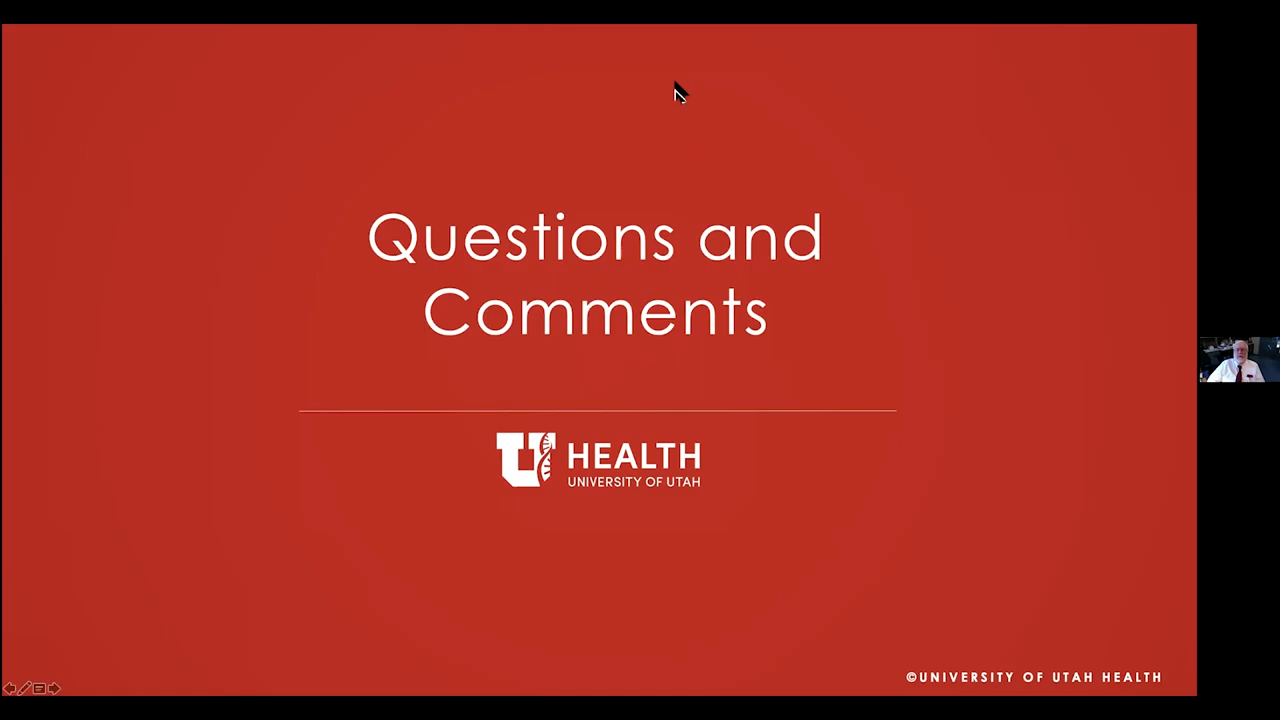 Questions and
Comments
HEALTH
UNIVERSITY OF UTAH
©UNIVERSITY OF UTAH HEALTH